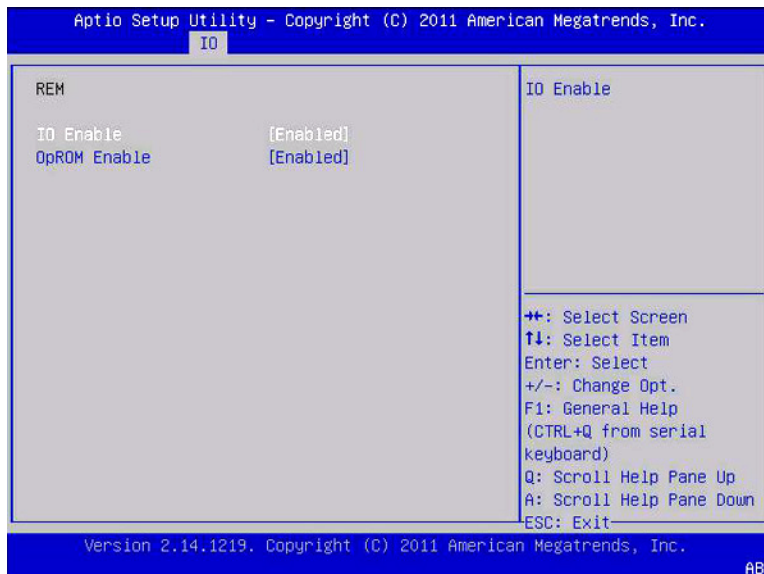 Aptio Setup Utility – Copyright (C) 2011 American Megatrends, Inc.
IO
REM
IO Enable [Enabled]
OpROM Enable [Enabled]
IO Enable
→←: Select Screen
↑↓: Select Item
Enter: Select
+/-: Change Opt.
F1: General Help
(CTRL+Q from serial
keyboard)
Q: Scroll Help Pane Up
A: Scroll Help Pane Down
ESC: Exit
Version 2.14.1219. Copyright (C) 2011 American Megatrends, Inc.
AB